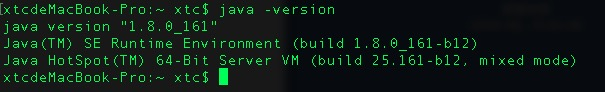 [xtcdeMacBook-Pro:~ xtc$ java -version
java version "1.8.0_161"
Java(TM) SE Runtime Environment (build 1.8.0_161-b12)
Java HotSpot(TM) 64-Bit Server VM (build 25.161-b12, mixed mode)
xtcdeMacBook-Pro:~ xtc$